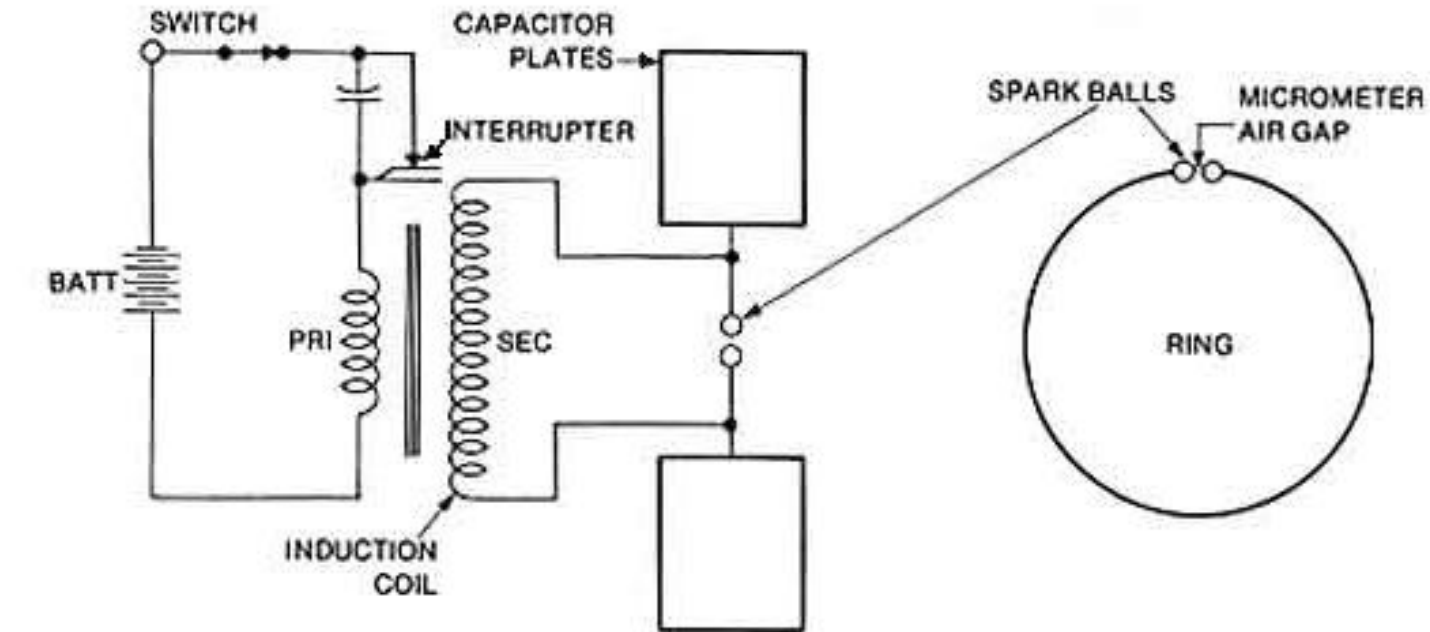 SWITCH
CAPACITOR
PLATES
SPARK BALLS
MICROMETER
AIR GAP
INTERRUPTER
BATT
PRI
SEC
RING
INDUCTION
COIL